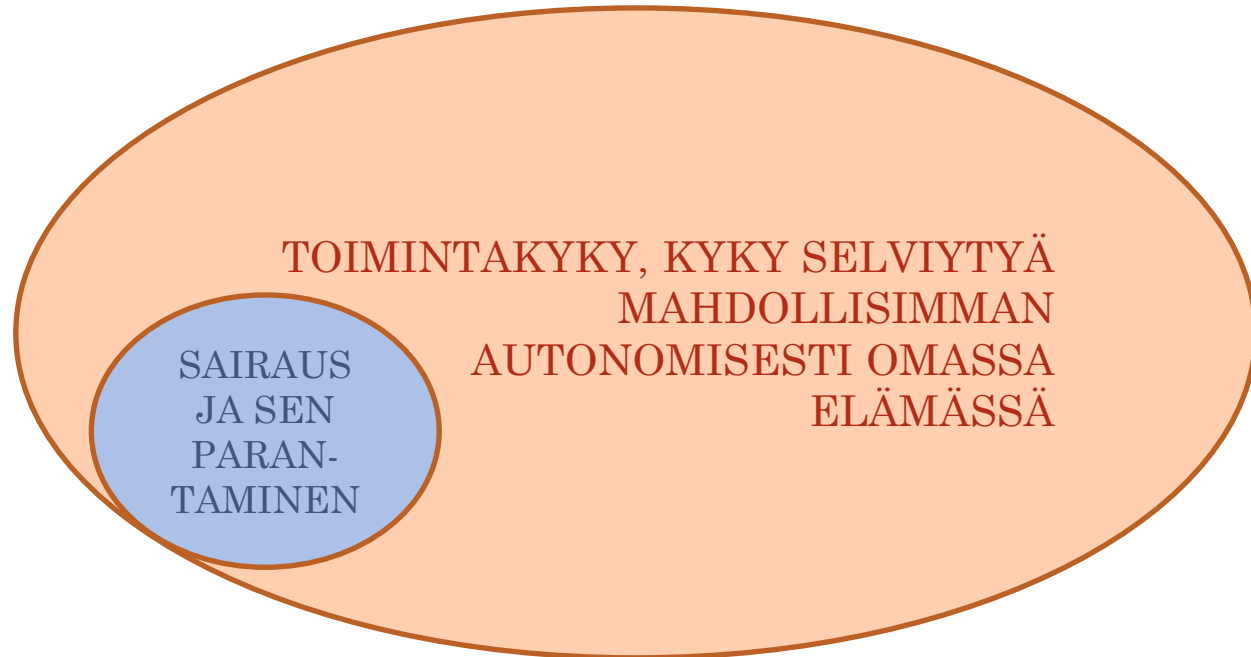 TOIMINTAKYKY, KYKY SELVIYTYÄ
MAHDOLLISIMMAN
AUTONOMISESTI OMASSA
ELÄMÄSSÄ
SAIRAUS
JA SEN
PARAN-
TAMINEN